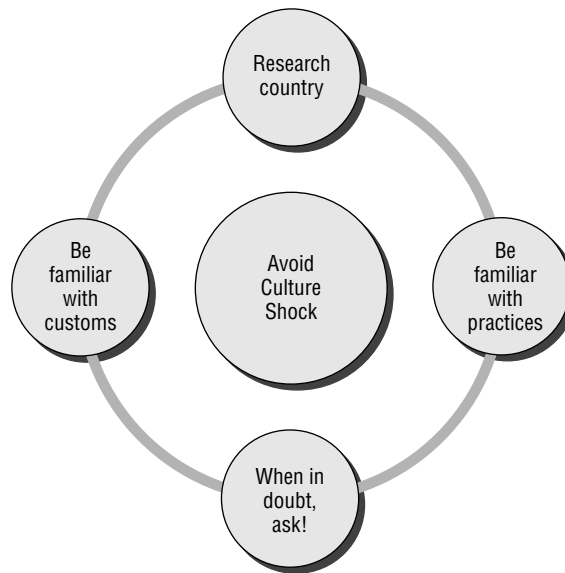 Research
country
Be
familiar
with
customs
Avoid
Culture
Shock
Be
familiar
with
practices
When in
doubt,
ask!